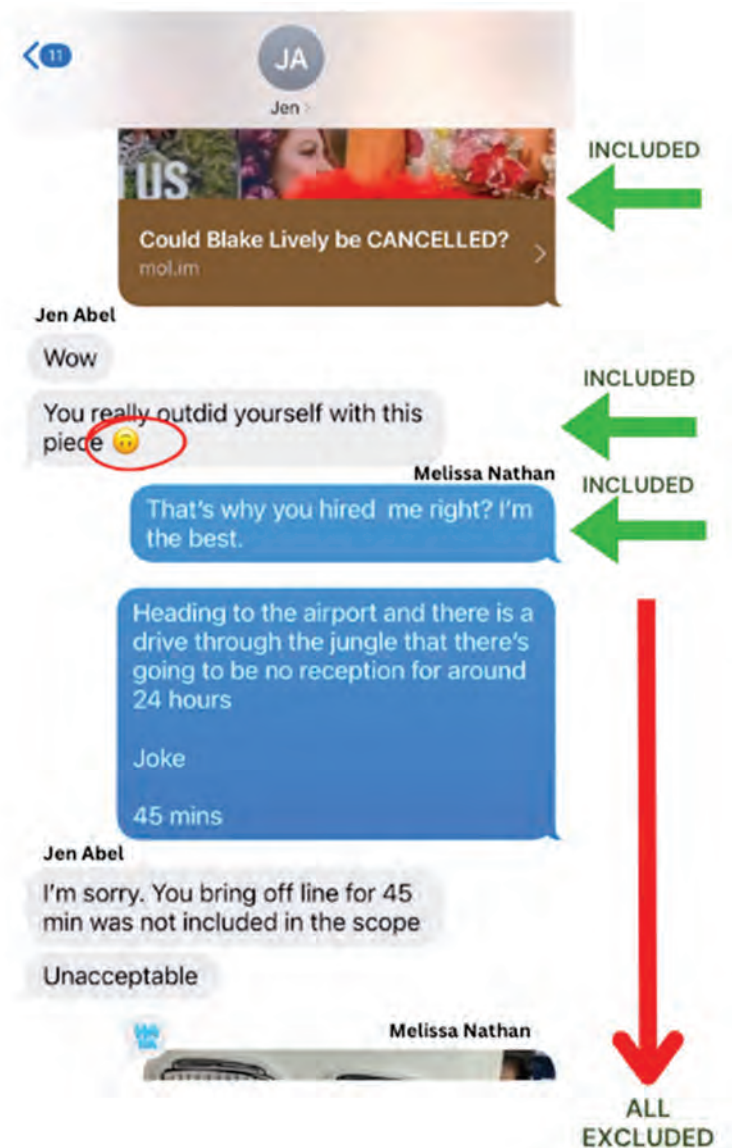 11
JA
Jen
INCLUDED
US
Could Blake Lively be CANCELLED?
mol.im
Jen Abel
Wow
INCLUDED
You really outdid yourself with this
piece 🙃
Melissa Nathan
INCLUDED
That's why you hired me right? I'm
the best.
Heading to the airport and there is a
drive through the jungle that there's
going to be no reception for around
24 hours
Joke
45 mins
Jen Abel
I'm sorry. You bring off line for 45
min was not included in the scope
Unacceptable
Melissa Nathan
ALL
EXCLUDED